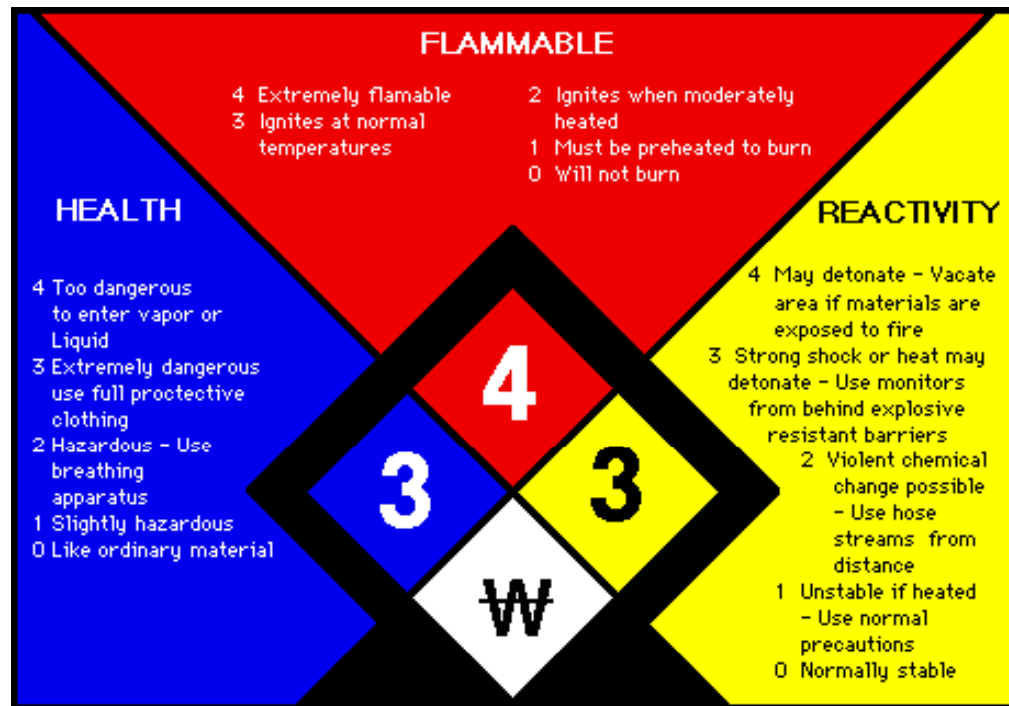 FLAMMABLE
4 Extremely flamable
3 Ignites at normal
temperatures
2 Ignites when moderately
heated
1 Must be preheated to burn
0 Will not burn
HEALTH
4 Too dangerous
to enter vapor or
Liquid
3 Extremely dangerous
use full proctective
clothing
2 Hazardous - Use
breathing
apparatus
1 Slightly hazardous
0 Like ordinary material
REACTIVITY
4 May detonate - Vacate
area if materials are
exposed to fire
3 Strong shock or heat may
detonate - Use monitors
from behind explosive
resistant barriers
2 Violent chemical
change possible
- Use hose
streams from
distance
1 Unstable if heated
- Use normal
precautions
0 Normally stable
4
3
3
W